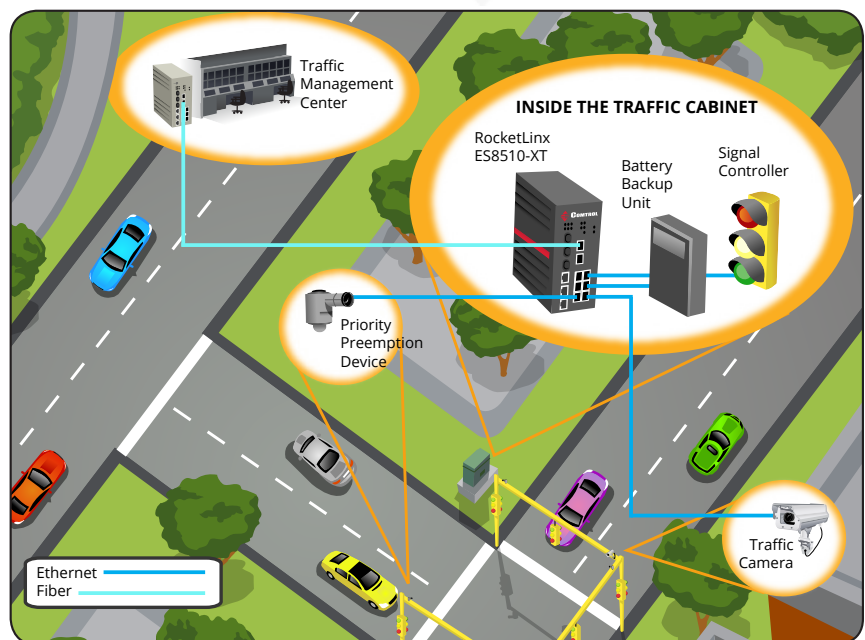 Traffic
Management
Center
INSIDE THE TRAFFIC CABINET
RocketLinx
ES8510-XT
Battery
Backup
Unit
Signal
Controller
COMTROL
Priority
Preemption
Device
Traffic
Camera
Ethernet
Fiber